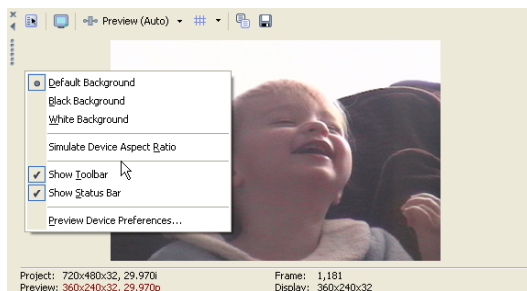 Preview (Auto)
Default Background
Black Background
White Background
Simulate Device Aspect Ratio
Show Toolbar
Show Status Bar
Preview Device Preferences...
Project: 720x480x32, 29.970i Frame: 1,181
Preview: 360x240x32, 29.970p Display: 360x240x32